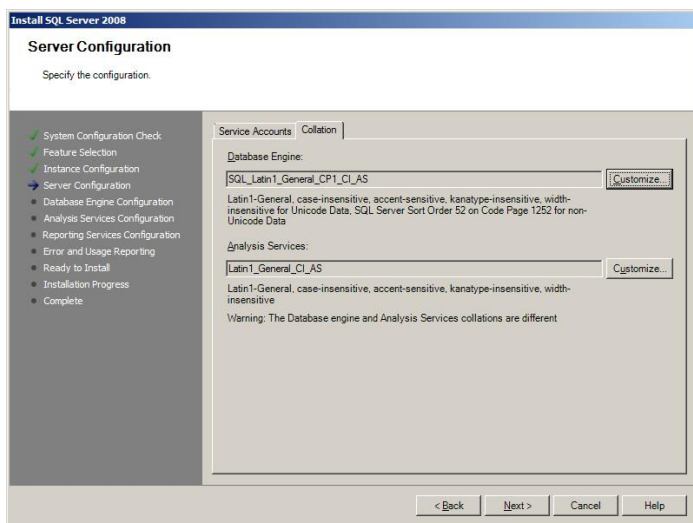 Install SQL Server 2008
Server Configuration
Specify the configuration.
System Configuration Check
Feature Selection
Instance Configuration
Server Configuration
Database Engine Configuration
Analysis Services Configuration
Reporting Services Configuration
Error and Usage Reporting
Ready to Install
Installation Progress
Complete
Service Accounts Collation
Database Engine:
SQL_Latin1_General_CP1_CI_AS Customize...
Latin1-General, case-insensitive, accent-sensitive, kanatype-insensitive, width-
insensitive for Unicode Data, SQL Server Sort Order 52 on Code Page 1252 for non-
Unicode Data
Analysis Services:
Latin1_General_CI_AS Customize...
Latin1-General, case-insensitive, accent-sensitive, kanatype-insensitive, width-
insensitive
Warning: The Database engine and Analysis Services collations are different
< Back Next > Cancel Help